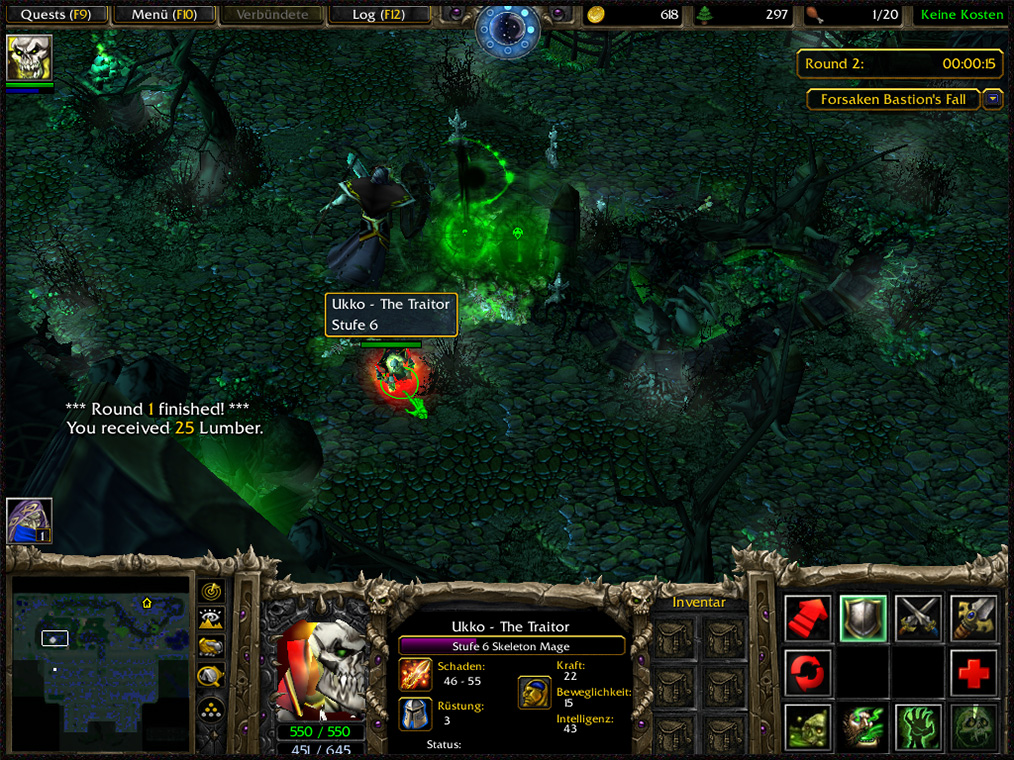 Quests (F9) Menü (F10) Verbündete Log (F12) 618 297 1/20 Keine Kosten
Round 2: 00:00:15
Forsaken Bastion's Fall
Ukko - The Traitor
Stufe 6
*** Round 1 finished! ***
You received 25 Lumber.
1
Ukko - The Traitor
Stufe 6 Skeleton Mage
Schaden:
46 - 55
Rüstung:
3
Status:
Kraft:
22
Beweglichkeit:
15
Intelligenz:
43
550 / 550
451 / 645
Inventar